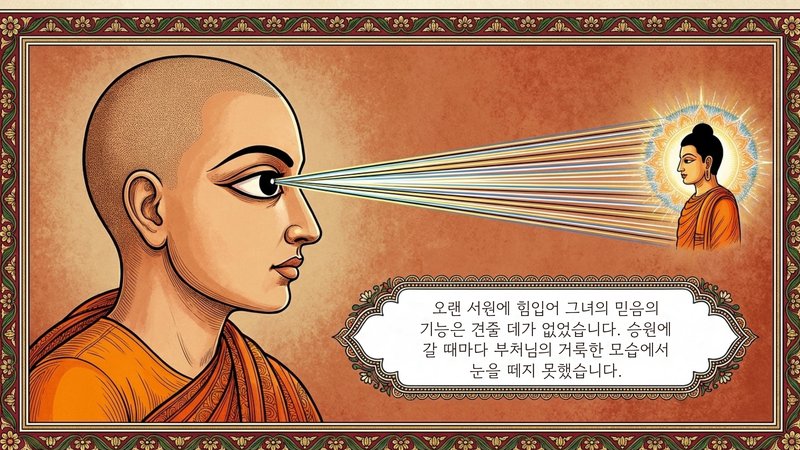 오랜 서원에 힘입어 그녀의 믿음의
기능은 견줄 데가 없었습니다. 승원에
갈 때마다 부처님의 거룩한 모습에서
눈을 떼지 못했습니다.